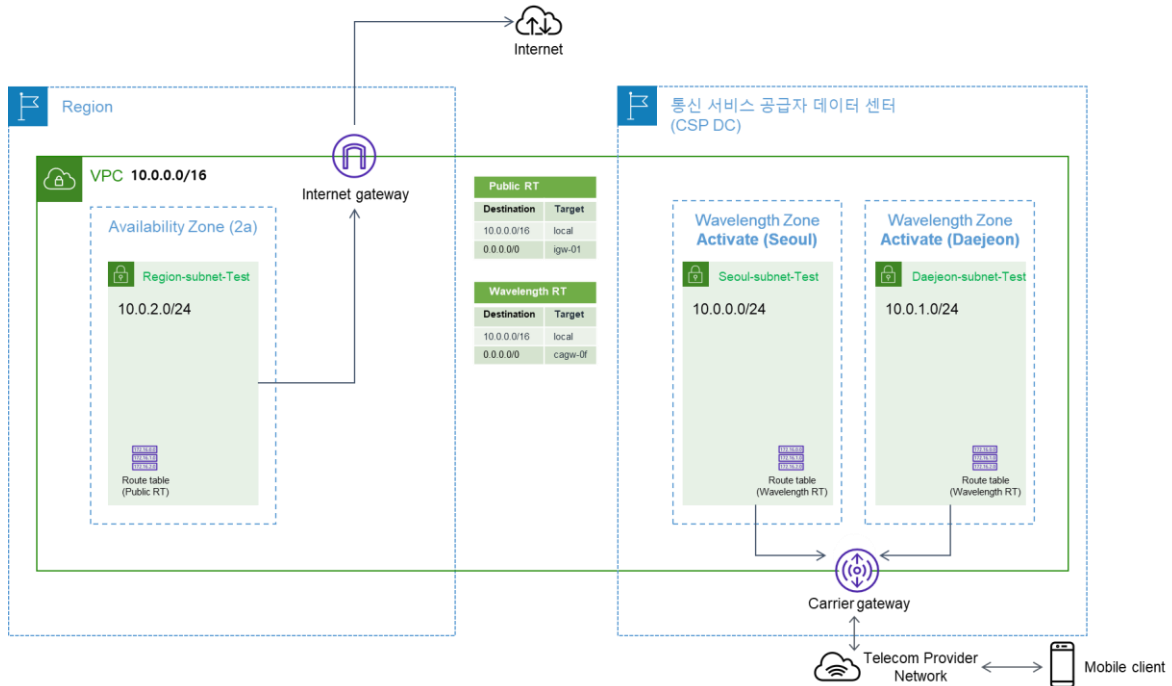 Internet
Region
통신 서비스 공급자 데이터 센터
(CSP DC)
VPC 10.0.0.0/16
Internet gateway
Public RT
Destination Target
10.0.0.0/16 local
0.0.0.0/0 igw-01
Wavelength RT
Destination Target
10.0.0.0/16 local
0.0.0.0/0 cagw-0f
Availability Zone (2a)
Region-subnet-Test
10.0.2.0/24
Route table
(Public RT)
Wavelength Zone
Activate (Seoul)
Seoul-subnet-Test
10.0.0.0/24
Route table
(Wavelength RT)
Wavelength Zone
Activate (Daejeon)
Daejeon-subnet-Test
10.0.1.0/24
Route table
(Wavelength RT)
Carrier gateway
Telecom Provider
Network
Mobile client